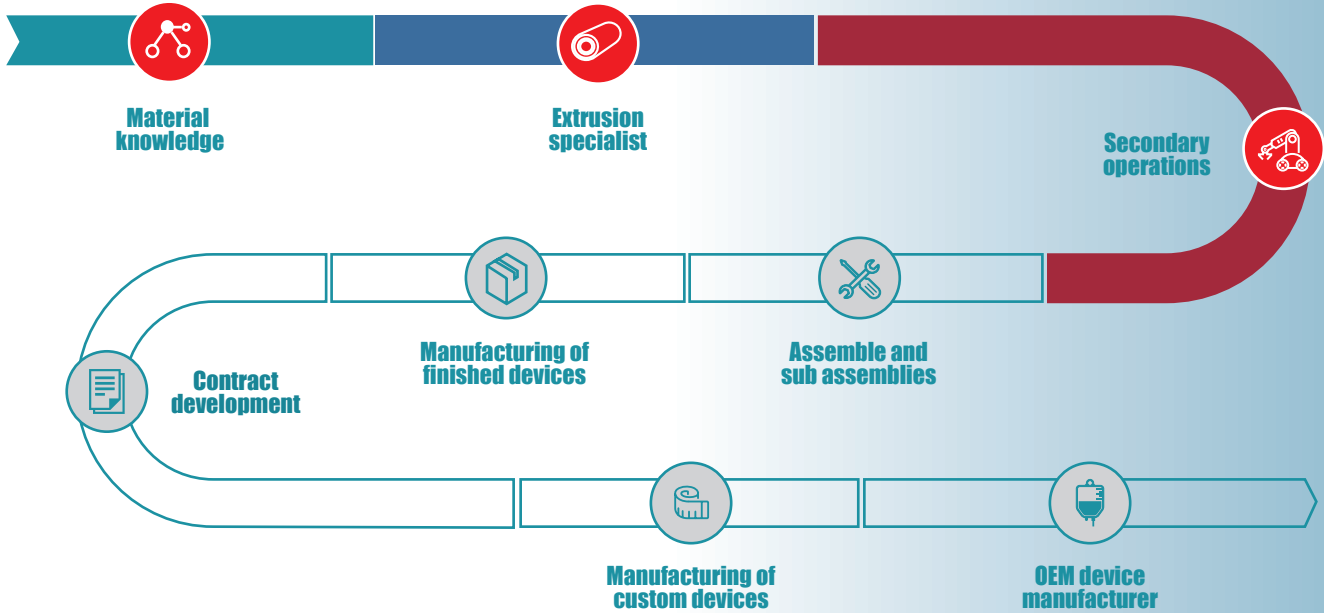 Material
knowledge
Extrusion
specialist
Secondary
operations
Manufacturing of
finished devices
Assemble and
sub assemblies
Contract
development
Manufacturing of
custom devices
OEM device
manufacturer